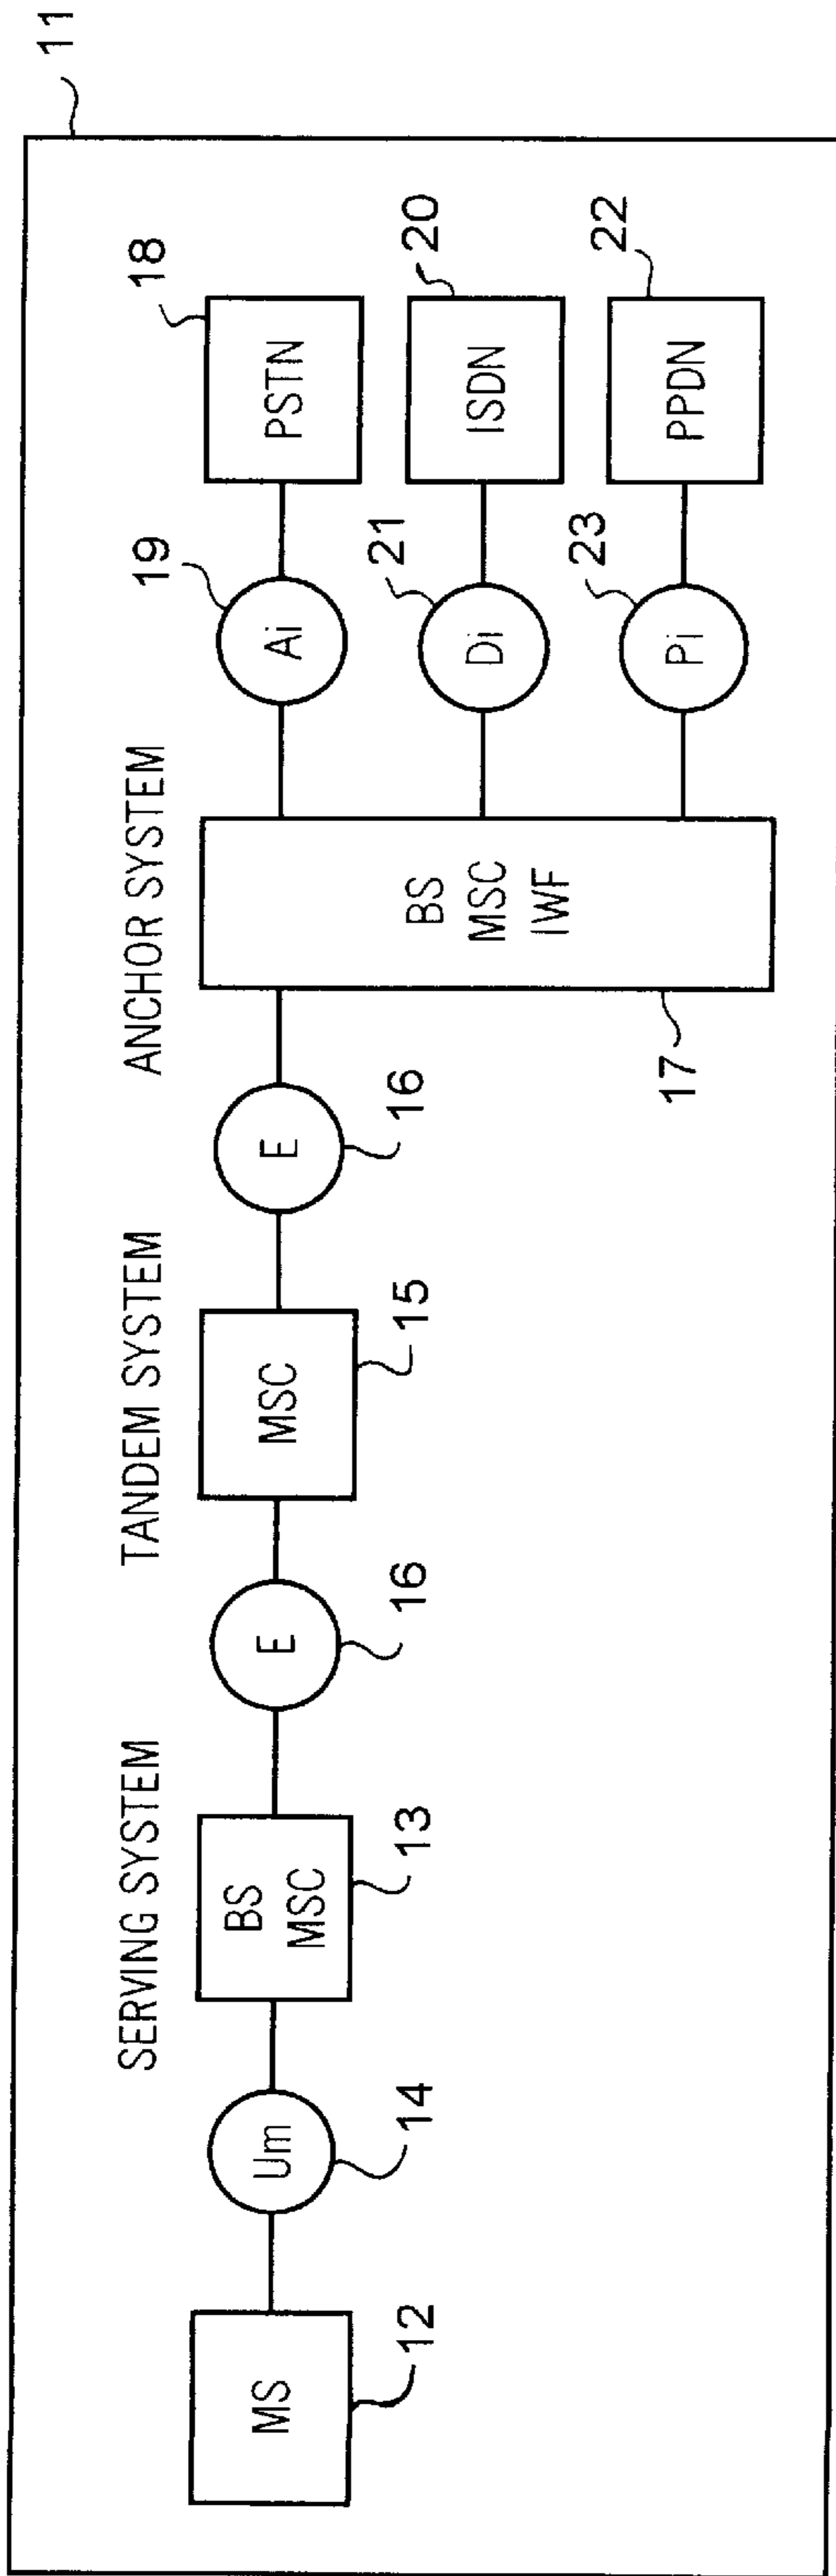 11
SERVING SYSTEM
TANDEM SYSTEM
ANCHOR SYSTEM
MS
12
Um
14
BS
MSC
13
E
16
MSC
15
E
16
BS
MSC
IWF
17
Ai
19
PSTN
18
Di
21
ISDN
20
Pi
23
PPDN
22